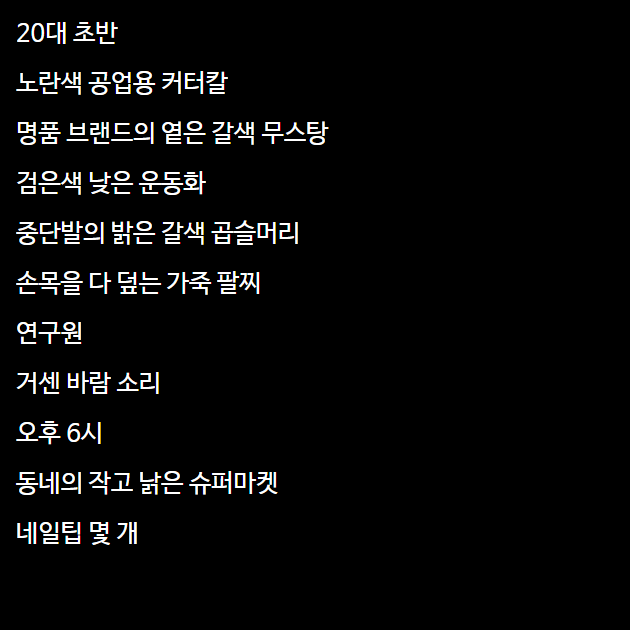 20대 초반
노란색 공업용 커터칼
명품 브랜드의 옅은 갈색 무스탕
검은색 낮은 운동화
중단발의 밝은 갈색 곱슬머리
손목을 다 덮는 가죽 팔찌
연구원
거센 바람 소리
오후 6시
동네의 작고 낡은 슈퍼마켓
네일팁 몇 개